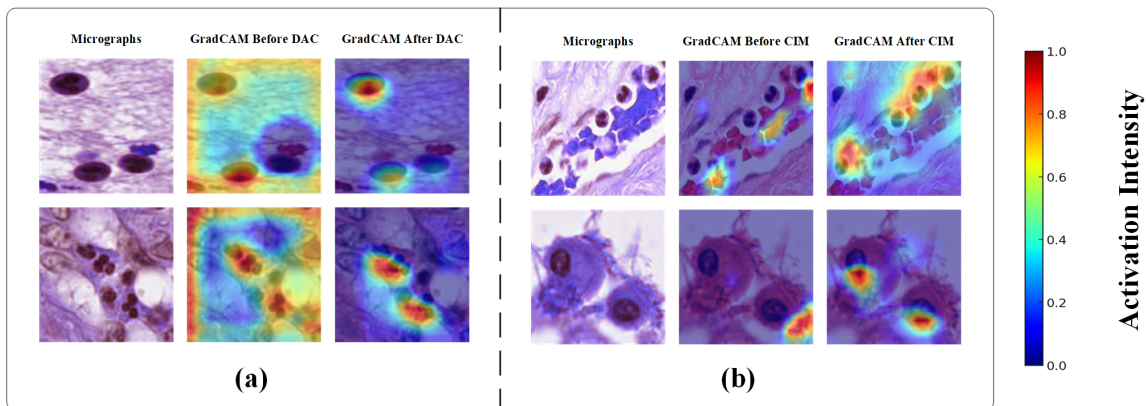 Micrographs GradCAM Before DAC GradCAM After DAC
(a)
Micrographs GradCAM Before CIM GradCAM After CIM
(b)
1.0
0.8
0.6
0.4
0.2
0.0
Activation Intensity